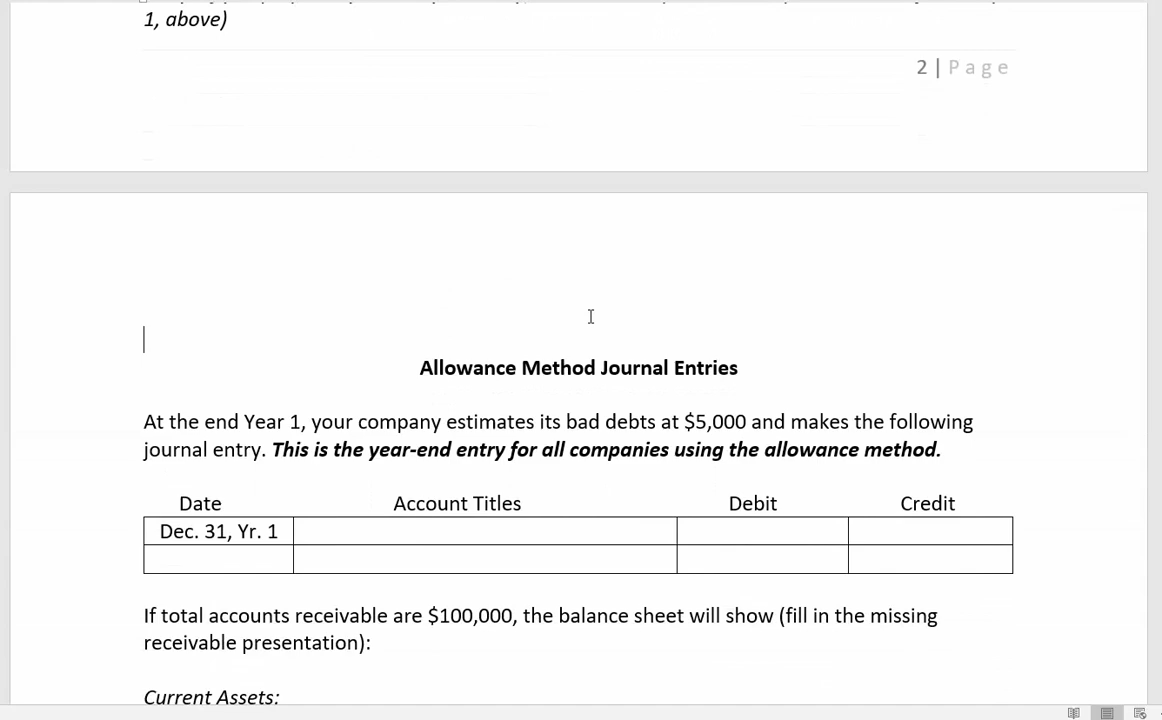 1, above)
2 | Page
Allowance Method Journal Entries
At the end Year 1, your company estimates its bad debts at $5,000 and makes the following
journal entry. This is the year-end entry for all companies using the allowance method.
Date Account Titles Debit Credit
Dec. 31, Yr. 1
If total accounts receivable are $100,000, the balance sheet will show (fill in the missing
receivable presentation):
Current Assets: